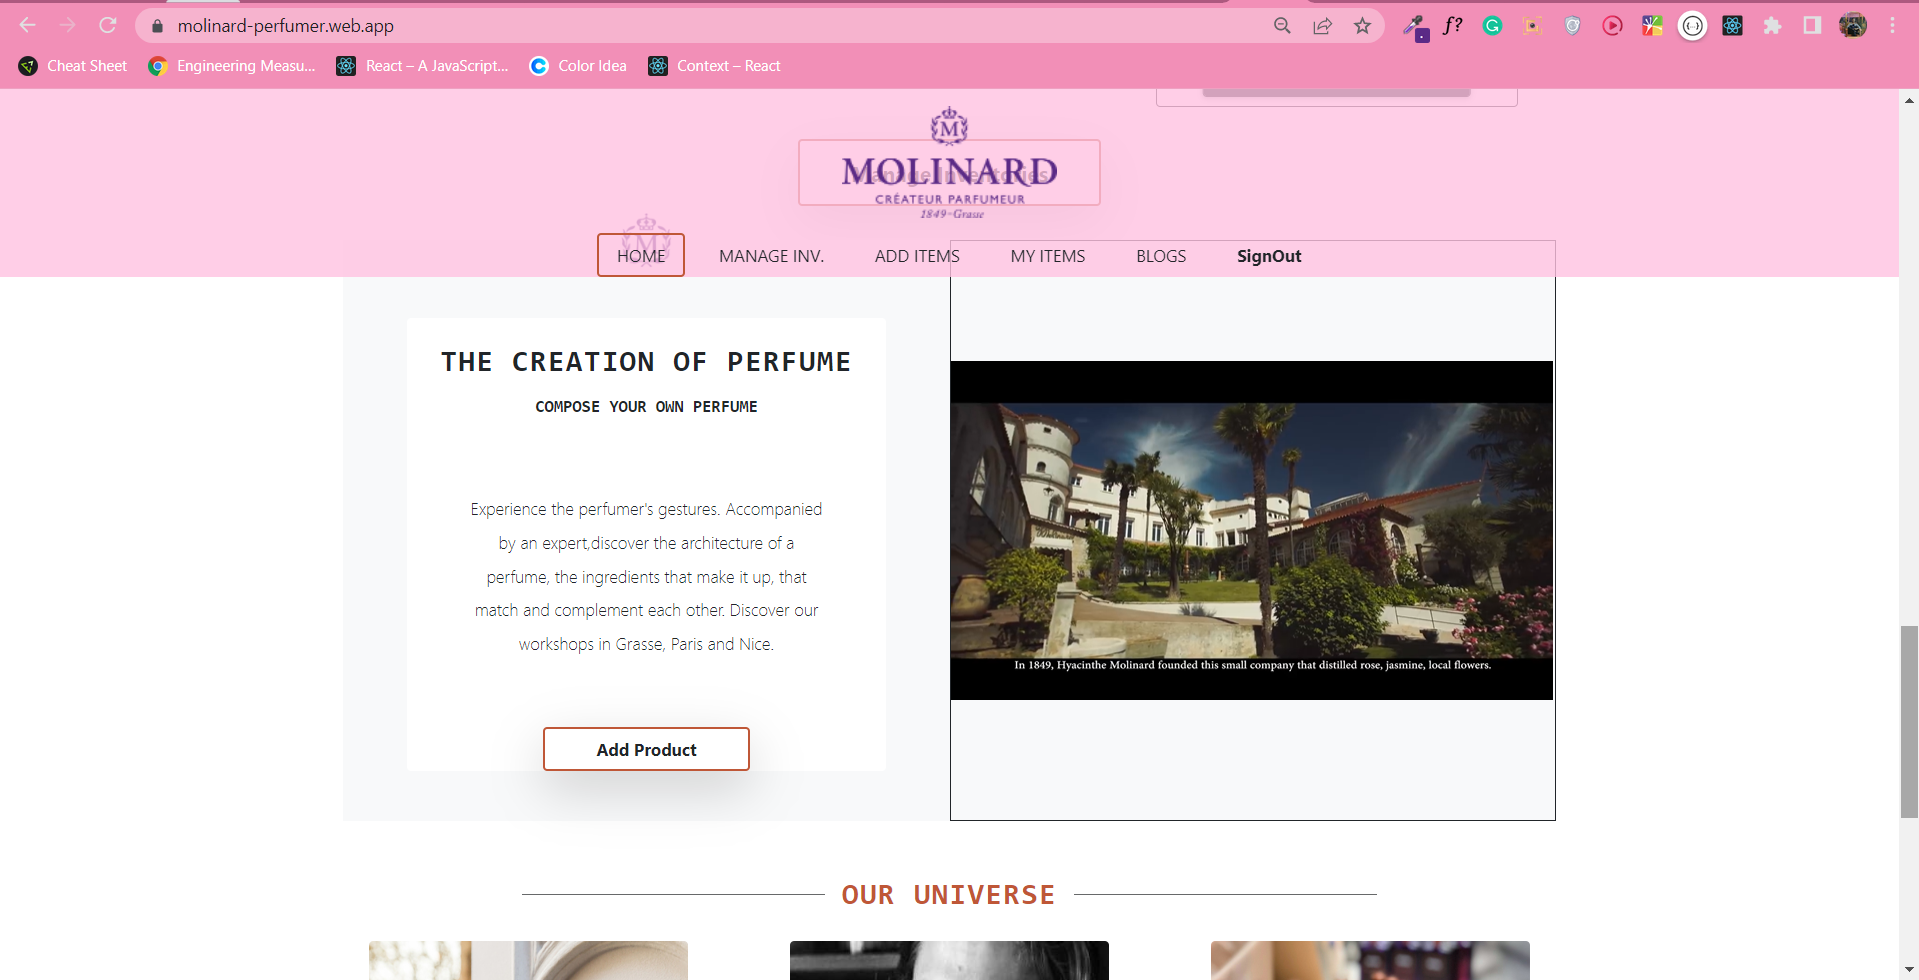 molinard-perfumer.web.app
Cheat Sheet
Engineering Measu...
React – A JavaScript...
Color Idea
Context – React
M
MOLINARD
Manage Inventories
CRÉATEUR PARFUMEUR
1849-Grasse
M
HOME
MANAGE INV.
ADD ITEMS
MY ITEMS
BLOGS
SignOut
THE CREATION OF PERFUME
COMPOSE YOUR OWN PERFUME
Experience the perfumer's gestures. Accompanied
by an expert,discover the architecture of a
perfume, the ingredients that make it up, that
match and complement each other. Discover our
workshops in Grasse, Paris and Nice.
Add Product
In 1849, Hyacinthe Molinard founded this small company that distilled rose, jasmine, local flowers.
OUR UNIVERSE